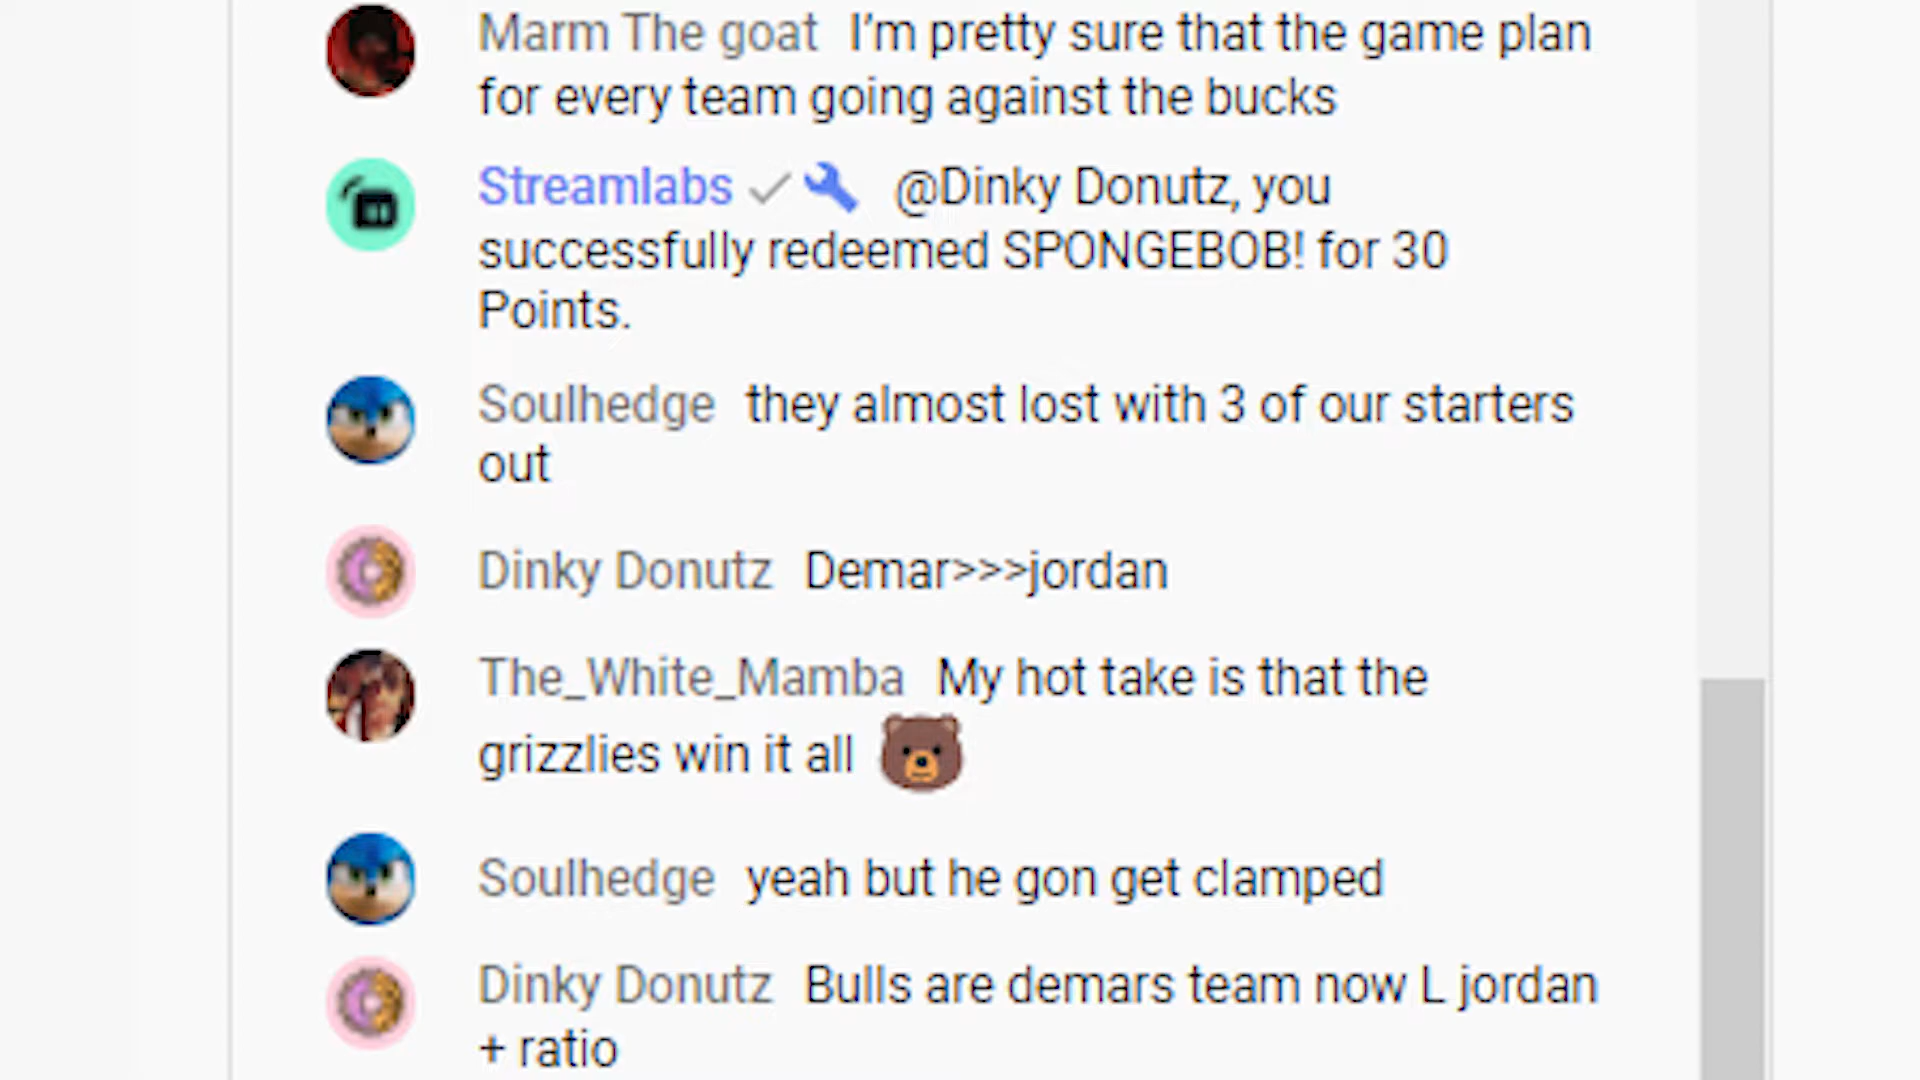 Marm The goat I'm pretty sure that the game plan
for every team going against the bucks
Streamlabs @Dinky Donutz, you
successfully redeemed SPONGEBOB! for 30
Points.
Soulhedge they almost lost with 3 of our starters
out
Dinky Donutz Demar>>>jordan
The_White_Mamba My hot take is that the
grizzlies win it all 🐻
Soulhedge yeah but he gon get clamped
Dinky Donutz Bulls are demars team now L jordan
+ ratio